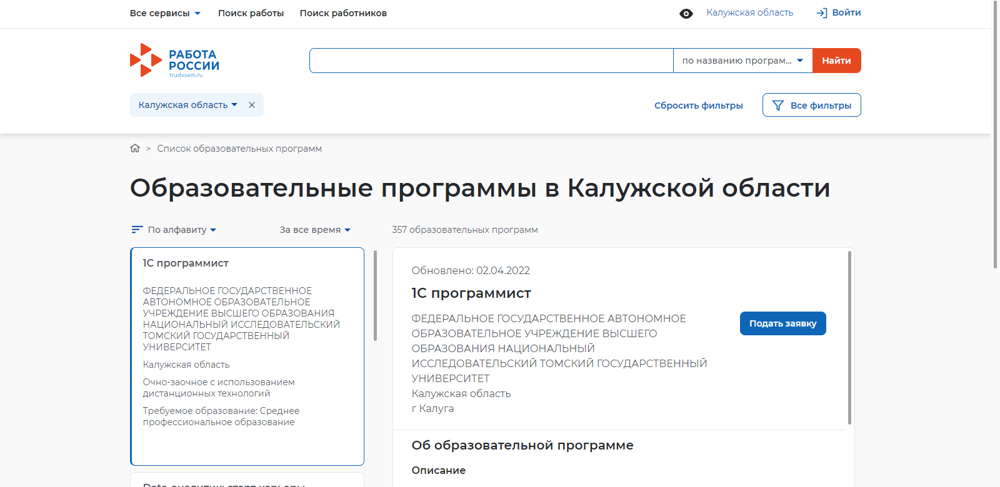 Все сервисы
Поиск работы
Поиск работников
Калужская область
Войти
РАБОТА
РОССИИ
trudvsem.ru
по названию програм...
Найти
Калужская область
Сбросить фильтры
Все фильтры
> Список образовательных программ
Образовательные программы в Калужской области
По алфавиту
За все время
357 образовательных программ
1С программист
ФЕДЕРАЛЬНОЕ ГОСУДАРСТВЕННОЕ
АВТОНОМНОЕ ОБРАЗОВАТЕЛЬНОЕ
УЧРЕЖДЕНИЕ ВЫСШЕГО ОБРАЗОВАНИЯ
НАЦИОНАЛЬНЫЙ ИССЛЕДОВАТЕЛЬСКИЙ
ТОМСКИЙ ГОСУДАРСТВЕННЫЙ
УНИВЕРСИТЕТ
Калужская область
Очно-заочное с использованием
дистанционных технологий
Требуемое образование: Среднее
профессиональное образование
Data-аналитик: старт карьеры
Обновлено: 02.04.2022
1С программист
ФЕДЕРАЛЬНОЕ ГОСУДАРСТВЕННОЕ АВТОНОМНОЕ
ОБРАЗОВАТЕЛЬНОЕ УЧРЕЖДЕНИЕ ВЫСШЕГО
ОБРАЗОВАНИЯ НАЦИОНАЛЬНЫЙ
ИССЛЕДОВАТЕЛЬСКИЙ ТОМСКИЙ ГОСУДАРСТВЕННЫЙ
УНИВЕРСИТЕТ
Калужская область
г Калуга
Подать заявку
Об образовательной программе
Описание